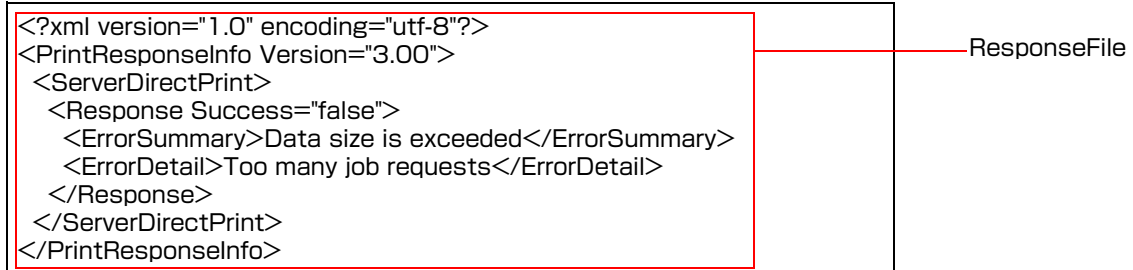 <?xml version="1.0" encoding="utf-8"?>
<PrintResponseInfo Version="3.00">
<ServerDirectPrint>
<Response Success="false">
<ErrorSummary>Data size is exceeded</ErrorSummary>
<ErrorDetail>Too many job requests</ErrorDetail>
</Response>
</ServerDirectPrint>
</PrintResponseInfo>
ResponseFile